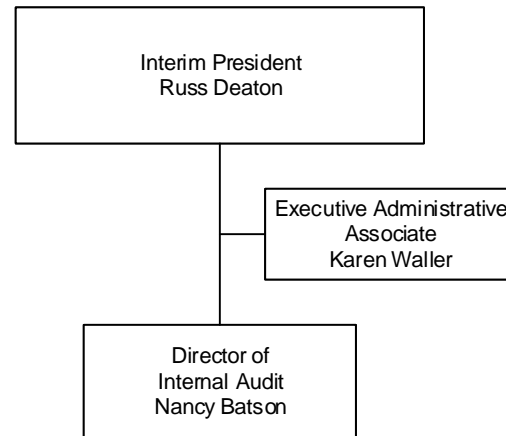 Interim President
Russ Deaton
Executive Administrative
Associate
Karen Waller
Director of
Internal Audit
Nancy Batson